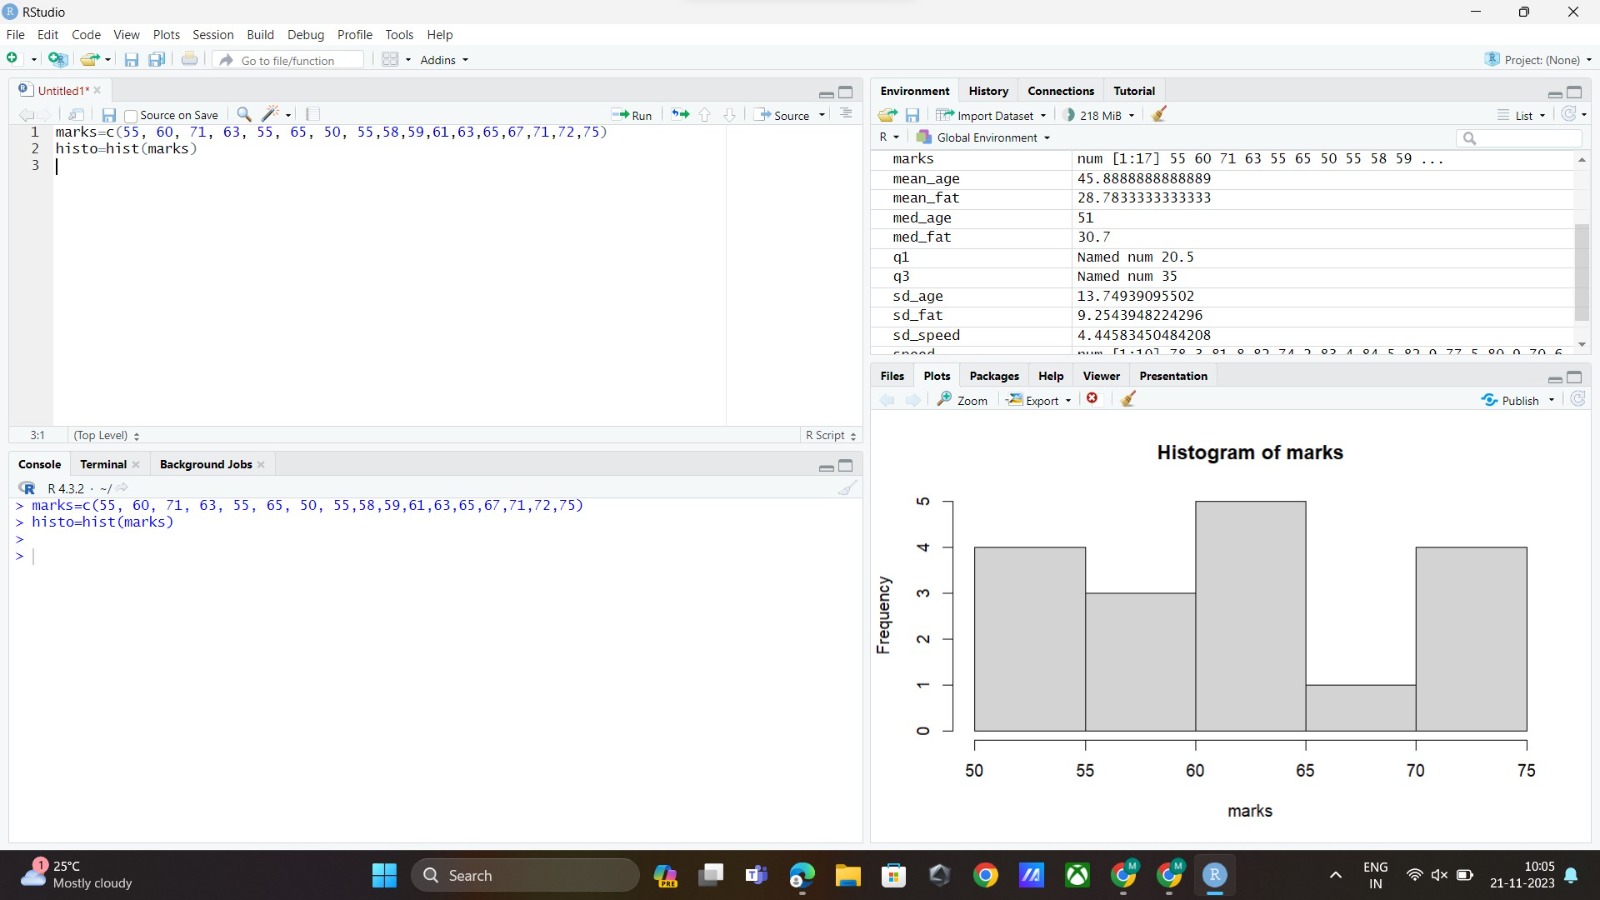 RStudio
File Edit Code View Plots Session Build Debug Profile Tools Help
Go to file/function Addins Project: (None)
Untitled1*
Source on Save Run Source
1 marks=c(55, 60, 71, 63, 55, 65, 50, 55,58,59,61,63,65,67,71,72,75)
2 histo=hist(marks)
3
3:1 (Top Level) R Script
Console Terminal Background Jobs
R 4.3.2 · ~/
> marks=c(55, 60, 71, 63, 55, 65, 50, 55,58,59,61,63,65,67,71,72,75)
> histo=hist(marks)
>
>
Environment History Connections Tutorial
Import Dataset 218 MiB List
R Global Environment
marks num [1:17] 55 60 71 63 55 65 50 55 58 59 ...
mean_age 45.8888888888889
mean_fat 28.7833333333333
med_age 51
med_fat 30.7
q1 Named num 20.5
q3 Named num 35
sd_age 13.74939095502
sd_fat 9.2543948224296
sd_speed 4.44583450484208
Files Plots Packages Help Viewer Presentation
Zoom Export Publish
Histogram of marks
Frequency
5
4
3
2
1
0
50 55 60 65 70 75
marks
1 25°C
Mostly cloudy
Search
PRE
M
M
R
ENG
IN
10:05
21-11-2023